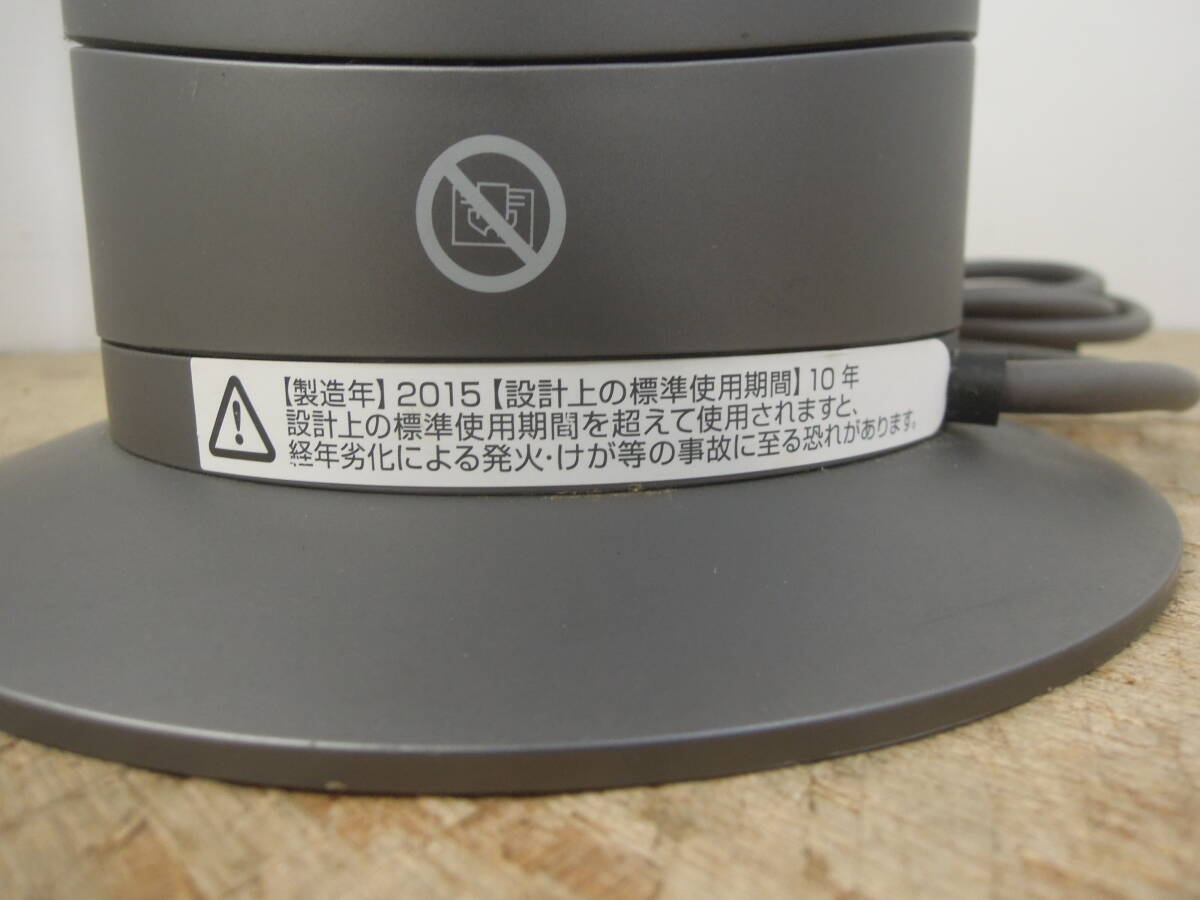 【製造年】2015【設計上の標準使用期間】10年
設計上の標準使用期間を超えて使用されますと、
経年劣化による発火・けが等の事故に至る恐れがあります。